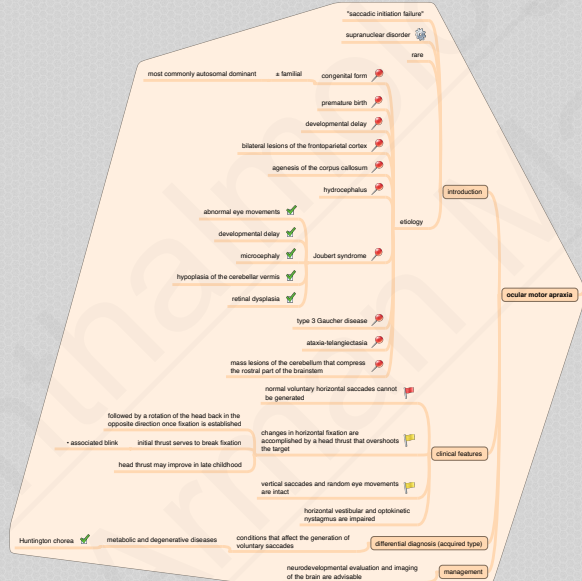 "saccadic initiation failure"
supranuclear disorder
rare
most commonly autosomal dominant
± familial
congenital form
premature birth
developmental delay
bilateral lesions of the frontoparietal cortex
agenesis of the corpus callosum
hydrocephalus
introduction
abnormal eye movements
etiology
developmental delay
microcephaly
Joubert syndrome
hypoplasia of the cerebellar vermis
retinal dysplasia
ocular motor apraxia
type 3 Gaucher disease
ataxia-telangiectasia
mass lesions of the cerebellum that compress
the rostral part of the brainstem
normal voluntary horizontal saccades cannot
be generated
followed by a rotation of the head back in the
opposite direction once fixation is established
changes in horizontal fixation are
accomplished by a head thrust that overshoots
the target
• associated blink
initial thrust serves to break fixation
head thrust may improve in late childhood
clinical features
vertical saccades and random eye movements
are intact
horizontal vestibular and optokinetic
nystagmus are impaired
Huntington chorea
metabolic and degenerative diseases
conditions that affect the generation of
voluntary saccades
differential diagnosis (acquired type)
neurodevelopmental evaluation and imaging
of the brain are advisable
management